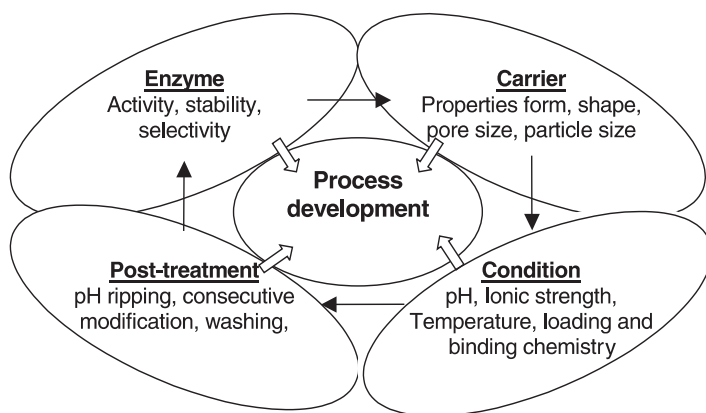 Enzyme
Activity, stability,
selectivity
Carrier
Properties form, shape,
pore size, particle size
Process
development
Post-treatment
pH ripping, consecutive
modification, washing,
Condition
pH, Ionic strength,
Temperature, loading and
binding chemistry